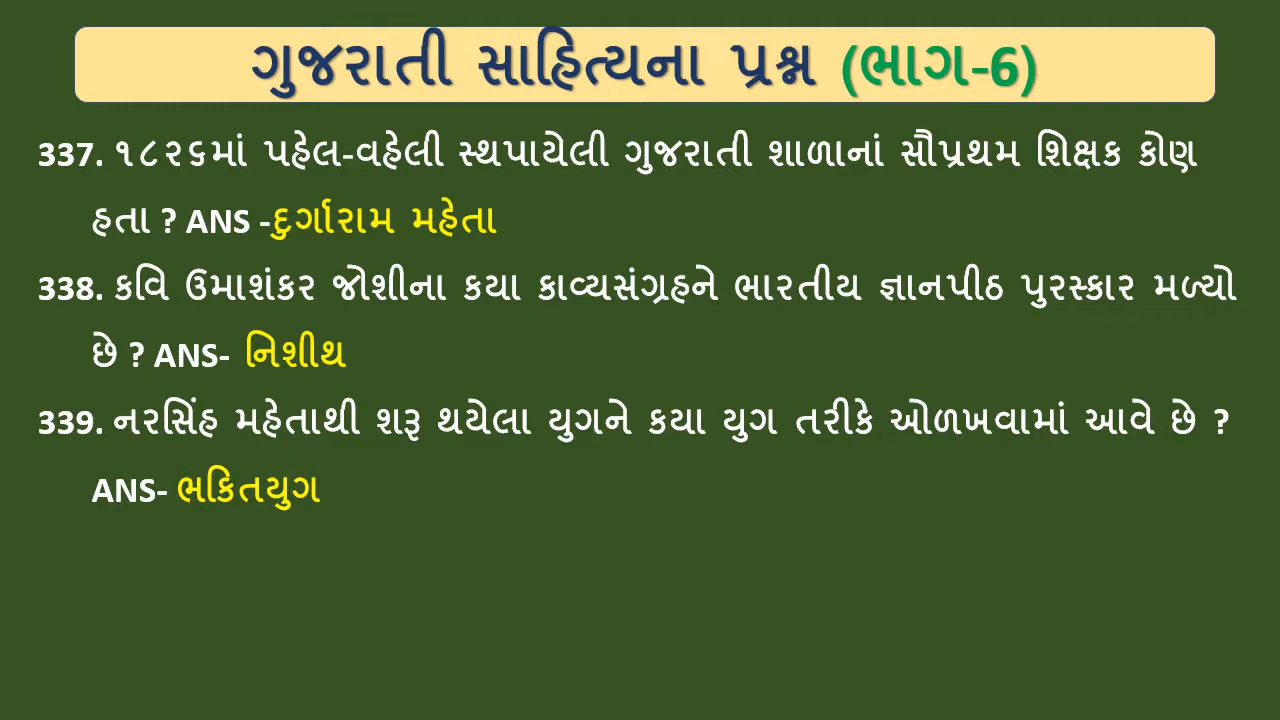 ગુજરાતી સાહિત્યના પ્રશ્ન (ભાગ-6)
337. ૧૮૨૬માં પહેલ-વહેલી સ્થપાયેલી ગુજરાતી શાળાનાં સૌપ્રથમ શિક્ષક કોણ
હતા ? ANS -દુર્ગારામ મહેતા
338. કવિ ઉમાશંકર જોશીના કયા કાવ્યસંગ્રહને ભારતીય જ્ઞાનપીઠ પુરસ્કાર મળ્યો
છે ? ANS- નિશીથ
339. નરસિંહ મહેતાથી શરૂ થયેલા યુગને કયા યુગ તરીકે ઓળખવામાં આવે છે ?
ANS- ભકિતયુગ